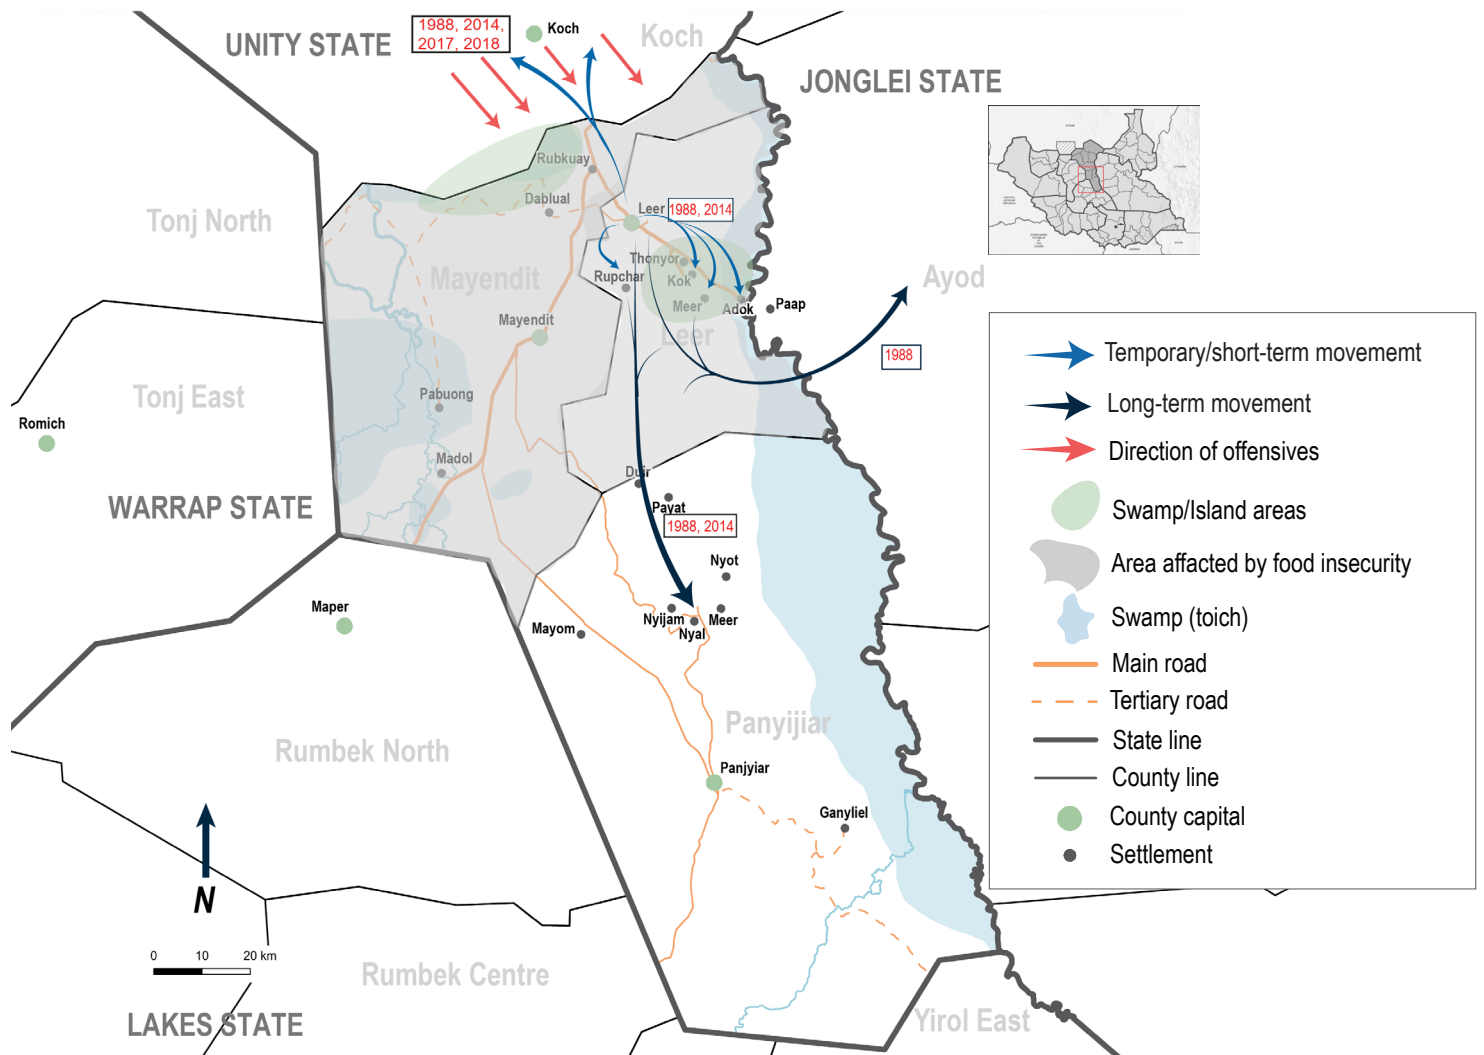 1988, 2014,
2017, 2018
Koch
Koch
UNITY STATE
JONGLEI STATE
Rubkuay
Dablual
Leer
1988, 2014
Tonj North
Mayendit
Thonyor
Rupchar
Kok
Meer
Adok
Paap
Ayod
Leer
Mayendit
1988
Tonj East
Pabuong
Romich
Madol
Duir
Payat
WARRAP STATE
1988, 2014
Nyot
Maper
Nyijam
Meer
Mayom
Nyal
Panyijiar
Rumbek North
Panjyiar
Ganyliel
N
0 10 20 km
Rumbek Centre
LAKES STATE
Yirol East
Temporary/short-term movememt
Long-term movement
Direction of offensives
Swamp/Island areas
Area affacted by food insecurity
Swamp (toich)
Main road
Tertiary road
State line
County line
County capital
Settlement